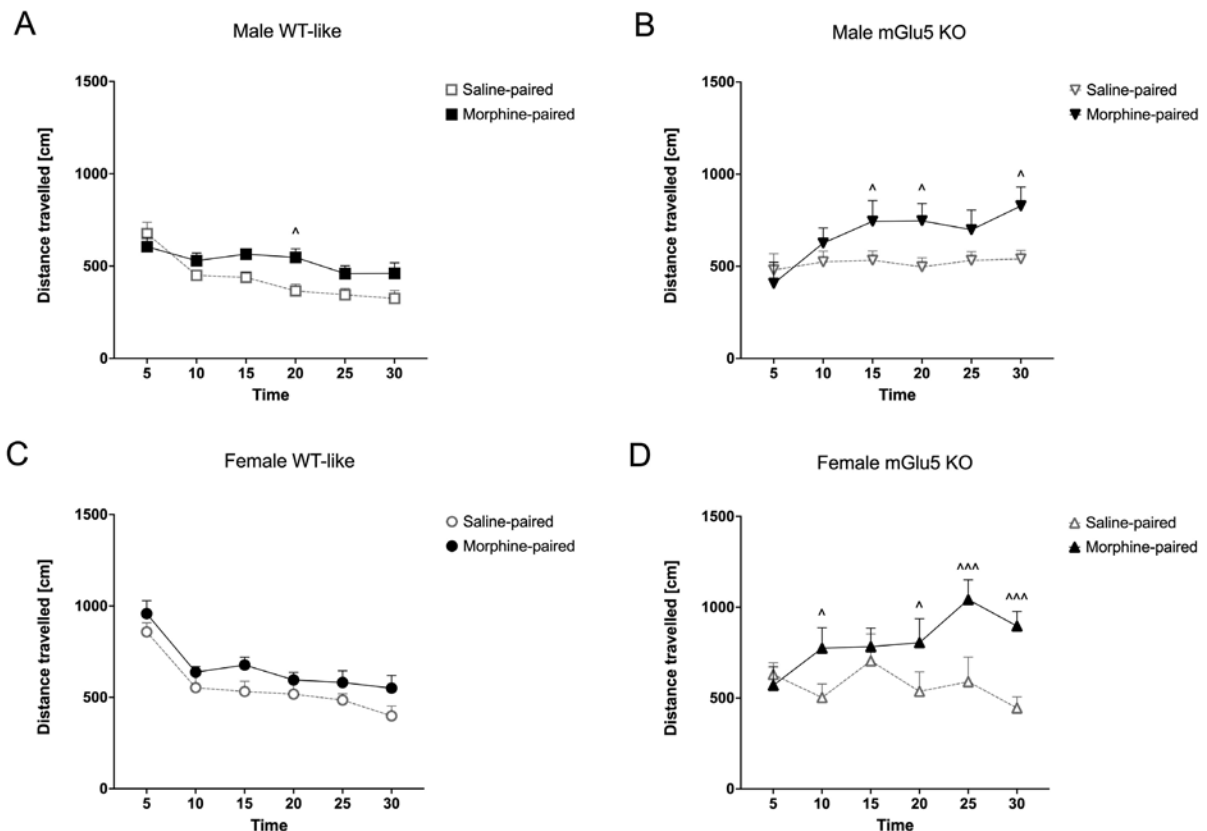 A
Male WT-like
Saline-paired
Morphine-paired
1500
1000
500
0
Distance travelled [cm]
^
5 10 15 20 25 30
Time
B
Male mGlu5 KO
Saline-paired
Morphine-paired
1500
1000
500
0
Distance travelled [cm]
^ ^ ^
5 10 15 20 25 30
Time
C
Female WT-like
Saline-paired
Morphine-paired
1500
1000
500
0
Distance travelled [cm]
5 10 15 20 25 30
Time
D
Female mGlu5 KO
Saline-paired
Morphine-paired
1500
1000
500
0
Distance travelled [cm]
^ ^ ^^^ ^^^
5 10 15 20 25 30
Time